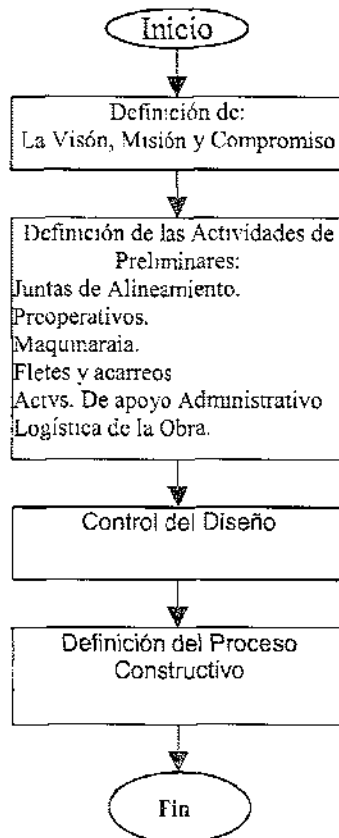 Inicio
Definición de:
La Visón, Misión y Compromiso
Definición de las Actividades de
Preliminares:
Juntas de Alineamiento.
Prcoperativos.
Maquinaraia.
Fletes y acarreos
Actvs. De apoyo Administrativo
Logística de la Obra.
Control del Diseño
Definición del Proceso
Constructivo
Fin